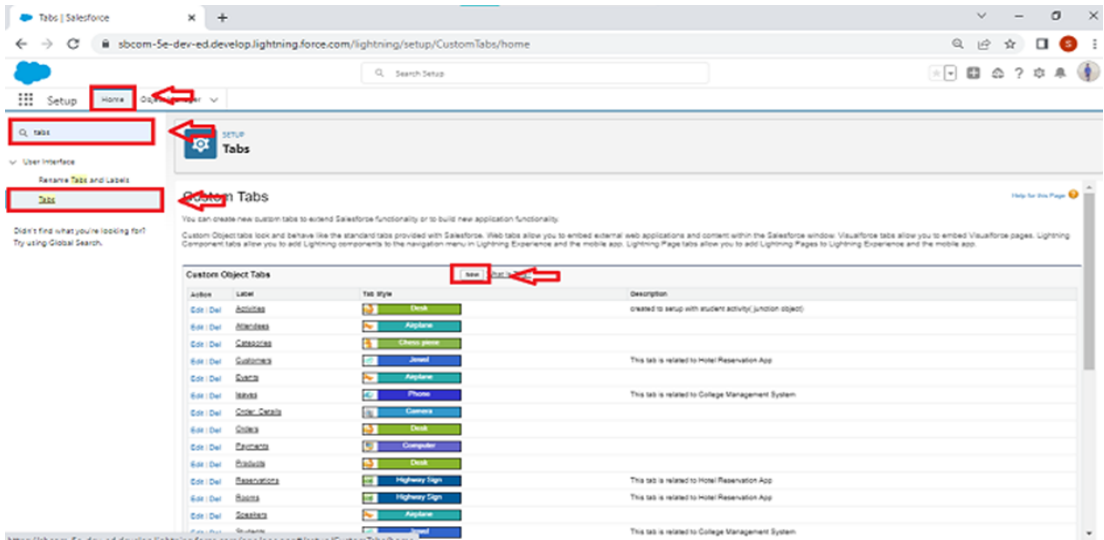 Tabs | Salesforce
sbcom-5e-dev-ed.develop.lightning.force.com/lightning/setup/CustomTabs/home
S
Search Setup
Setup Home Manager
tabs
SETUP
Tabs
User Interface
Rename Tabs and Labels
Tabs
Didn't find what you're looking for?
Try using Global Search.
Custom Tabs
Help for this Page
You can create new custom tabs to extend Salesforce functionality or to build new application functionality.
Custom Object tabs look and behave like the standard tabs provided with Salesforce. Web tabs allow you to embed external web applications and content within the Salesforce window. Visualforce tabs allow you to embed Visualforce pages. Lightning
Component tabs allow you to add Lightning components to the navigation menu in Lightning Experience and the mobile app. Lightning Page tabs allow you to add Lightning Pages to Lightning Experience and the mobile app.
Custom Object Tabs New What Is
Action Label Tab Style Description
Edit | Del Activities Desk created to setup with student activity( junction object)
Edit | Del Attendees Airplane
Edit | Del Categories Chess piece
Edit | Del Customers Jewel This tab is related to Hotel Reservation App
Edit | Del Events Airplane
Edit | Del leaves Phone This tab is related to College Management System
Edit | Del Order Details Camera
Edit | Del Orders Desk
Edit | Del Payments Computer
Edit | Del Products Desk
Edit | Del Reservations Highway Sign This tab is related to Hotel Reservation App
Edit | Del Rooms Highway Sign This tab is related to Hotel Reservation App
Edit | Del Speakers Airplane
Edit | Del Students Jewel This tab is related to College Management System